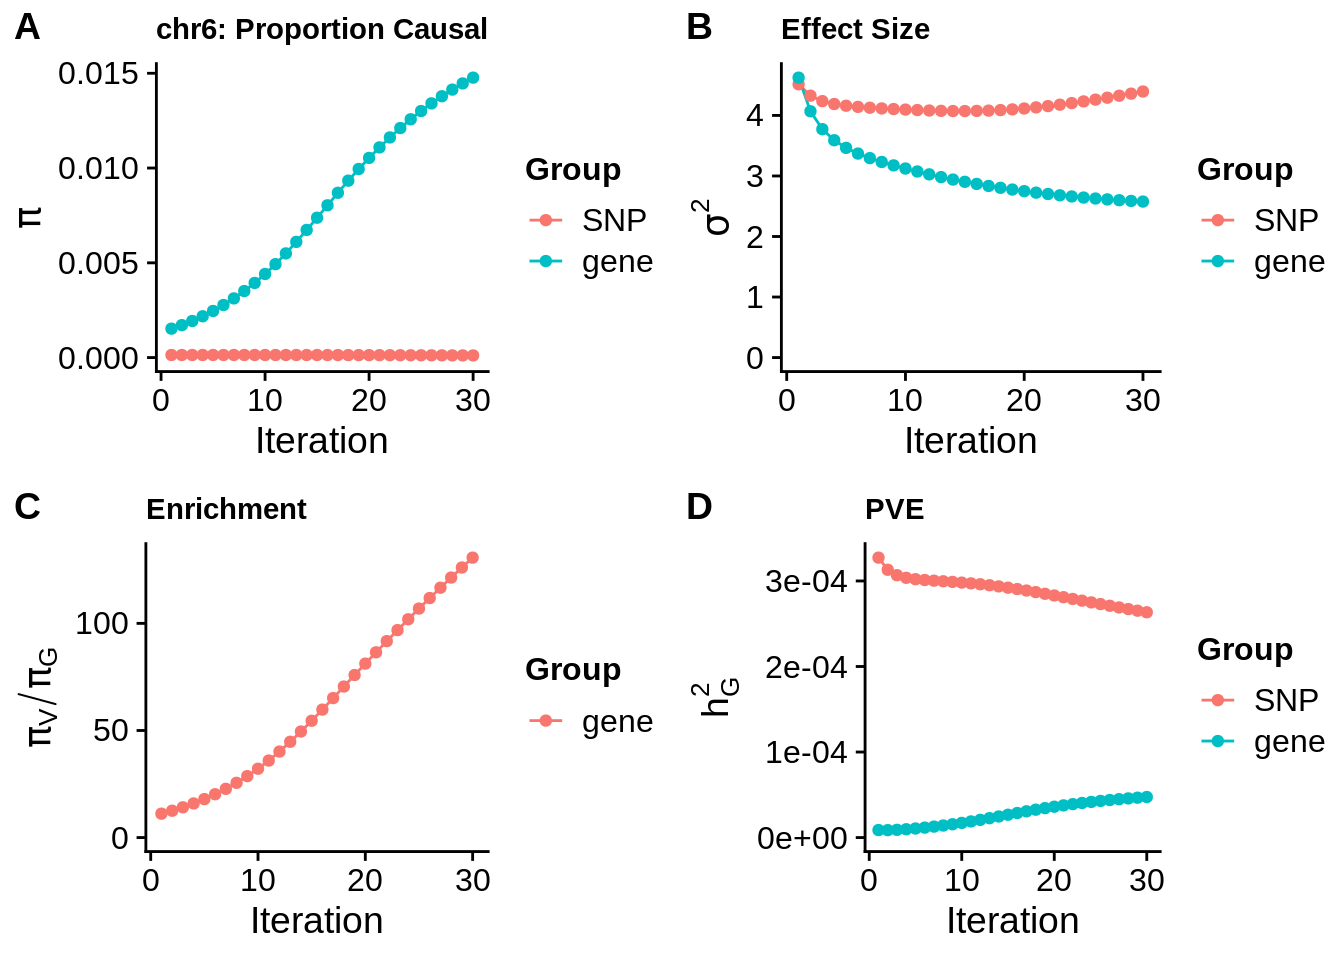 A
chr6: Proportion Causal
0.015
0.010
0.005
0.000
π
0 10 20 30
Iteration
Group
SNP
gene
B
Effect Size
4
3
2
1
0
σ²
0 10 20 30
Iteration
Group
SNP
gene
C
Enrichment
100
50
0
πV/πG
0 10 20 30
Iteration
Group
gene
D
PVE
3e-04
2e-04
1e-04
0e+00
h²G
0 10 20 30
Iteration
Group
SNP
gene